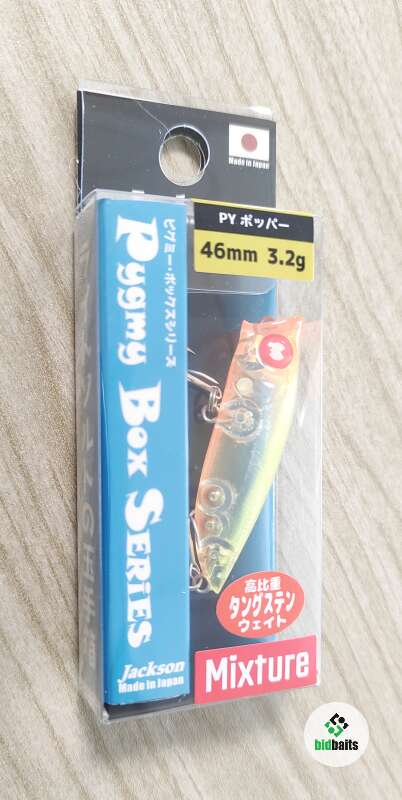 Made in Japan
PY ポッパー
46mm 3.2g
ピグミー・ボックスシリーズ
Pygmy Box Series
Jackson
Made in Japan
高比重
タングステン
ウェイト
Mixture
bidbaits